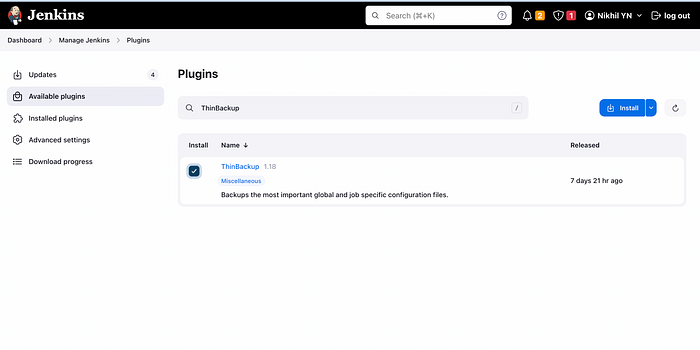 Jenkins
Search (⌘+K)
2
1
Nikhil YN
log out
Dashboard > Manage Jenkins > Plugins
Updates 4
Available plugins
Installed plugins
Advanced settings
Download progress
Plugins
ThinBackup /
Install
Install Name ↓ Released
ThinBackup 1.18
Miscellaneous
7 days 21 hr ago
Backups the most important global and job specific configuration files.